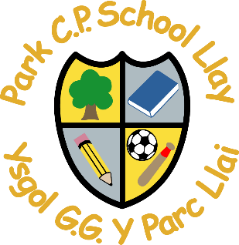 Park C.P. School Llay
Ysgol G.G. Y Parc Llai